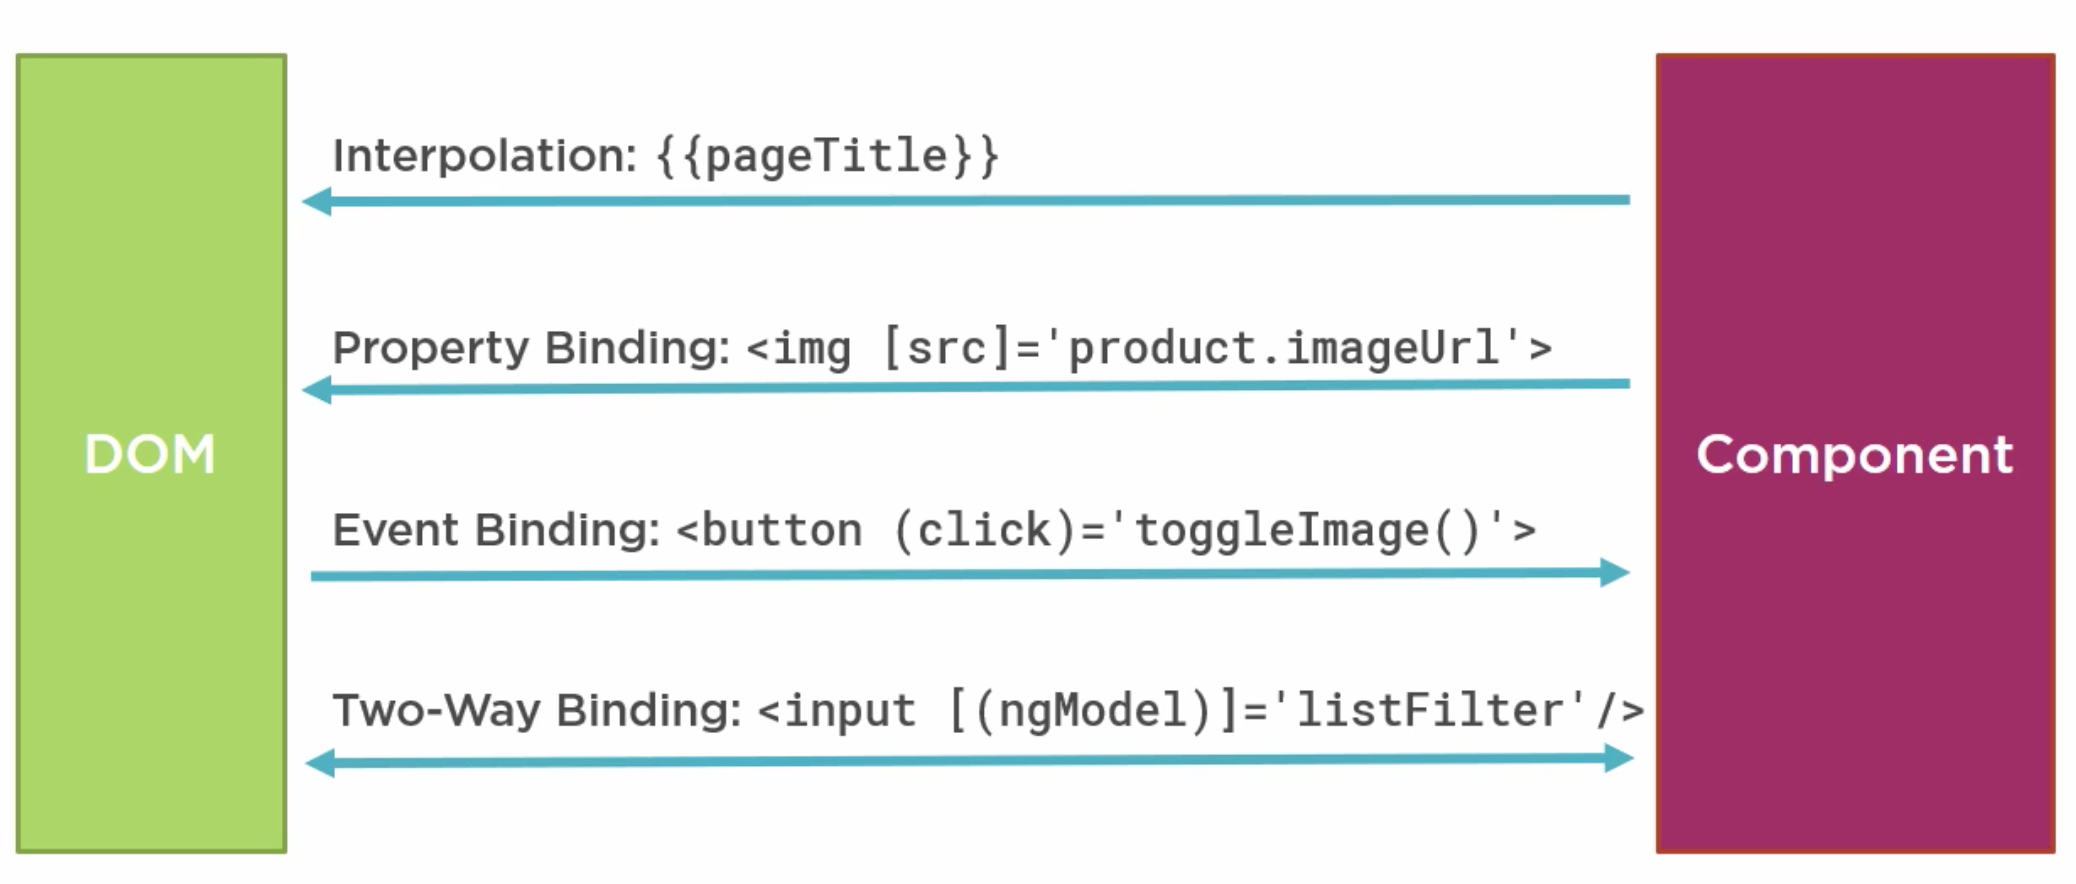 Interpolation: {{pageTitle}}
Property Binding: <img [src]='product.imageUrl'>
DOM
Component
Event Binding: <button (click)='toggleImage()'>
Two-Way Binding: <input [(ngModel)]='listFilter'/>